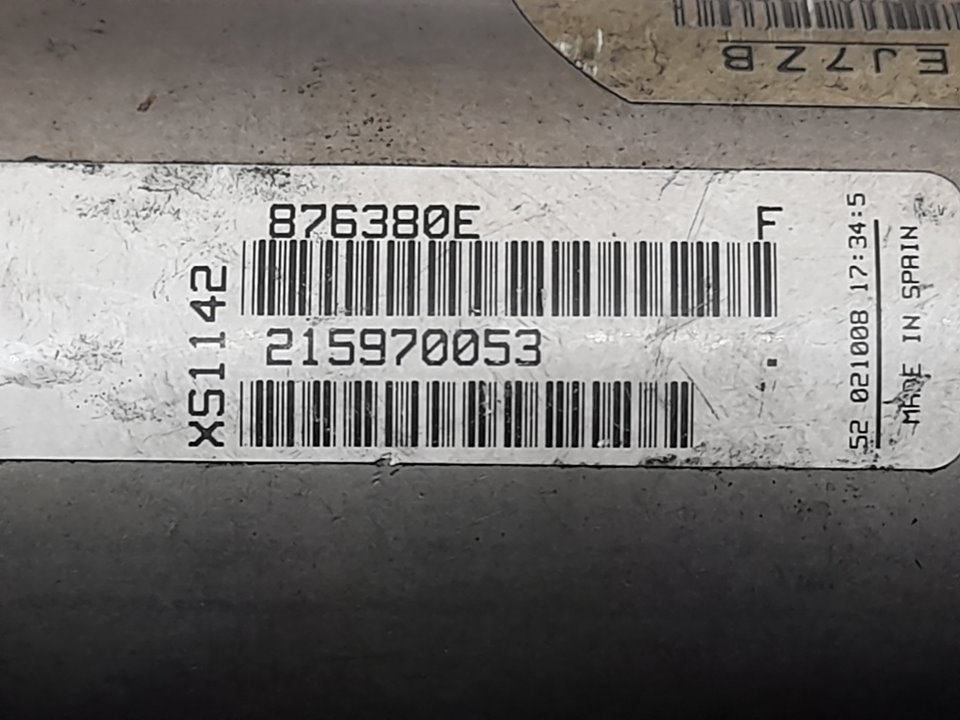 EJ7ZB
876380E F
XS1142
215970053
52 021008 17:34:5
MADE IN SPAIN